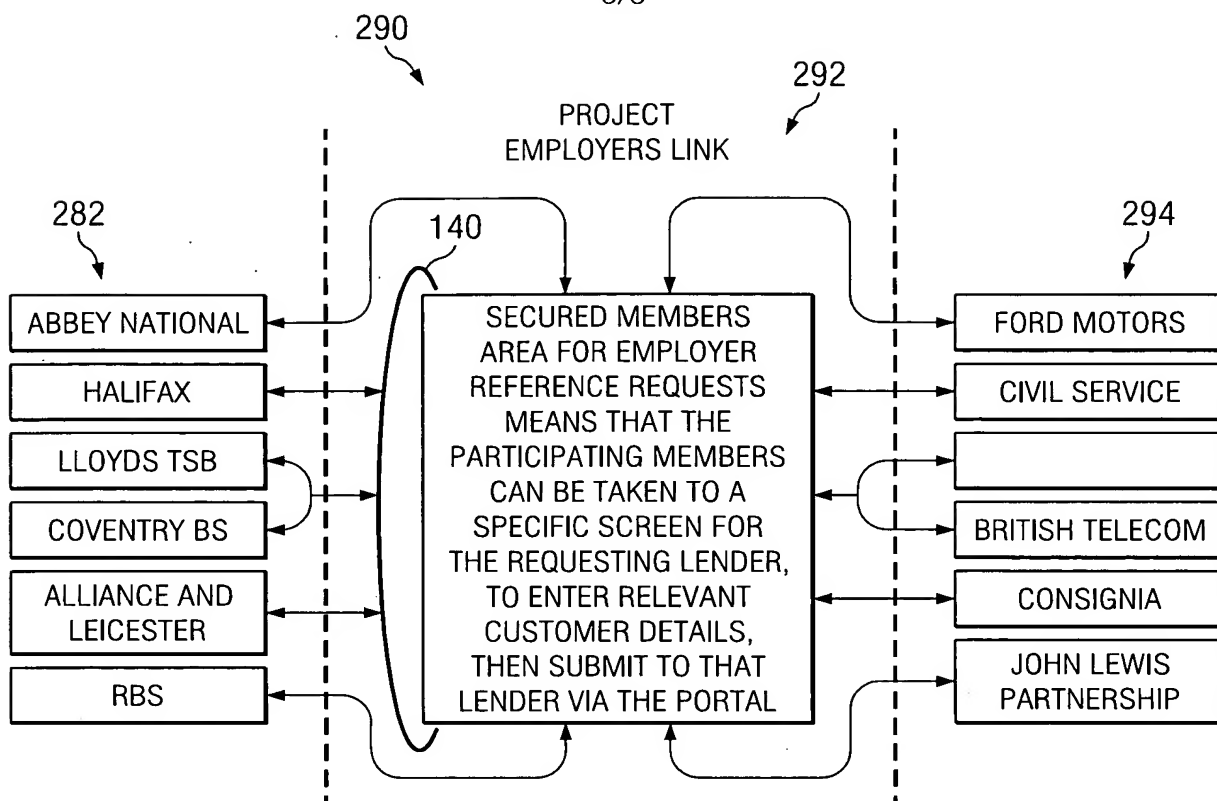 290
292
PROJECT
EMPLOYERS LINK
282
140
294
ABBEY NATIONAL
HALIFAX
LLOYDS TSB
COVENTRY BS
ALLIANCE AND
LEICESTER
RBS
SECURED MEMBERS
AREA FOR EMPLOYER
REFERENCE REQUESTS
MEANS THAT THE
PARTICIPATING MEMBERS
CAN BE TAKEN TO A
SPECIFIC SCREEN FOR
THE REQUESTING LENDER,
TO ENTER RELEVANT
CUSTOMER DETAILS,
THEN SUBMIT TO THAT
LENDER VIA THE PORTAL
FORD MOTORS
CIVIL SERVICE
BRITISH TELECOM
CONSIGNIA
JOHN LEWIS
PARTNERSHIP